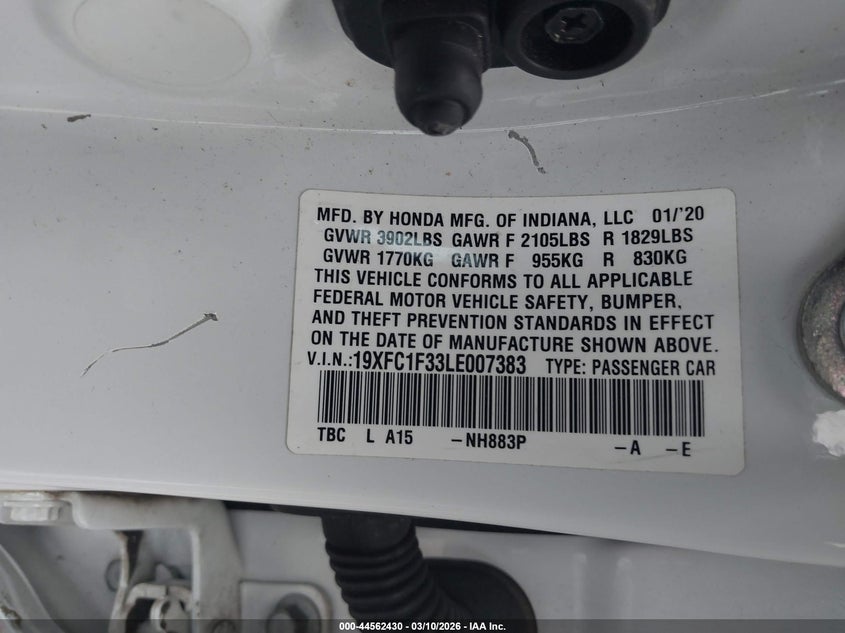 MFD. BY HONDA MFG. OF INDIANA, LLC 01/'20
GVWR 3902LBS GAWR F 2105LBS R 1829LBS
GVWR 1770KG GAWR F 955KG R 830KG
THIS VEHICLE CONFORMS TO ALL APPLICABLE
FEDERAL MOTOR VEHICLE SAFETY, BUMPER,
AND THEFT PREVENTION STANDARDS IN EFFECT
ON THE DATE OF MANUFACTURE SHOWN ABOVE.
V.I.N.:19XFC1F33LE007383 TYPE: PASSENGER CAR
TBC L A15 -NH883P -A -E
000-44562430 - 03/10/2026 - IAA Inc.